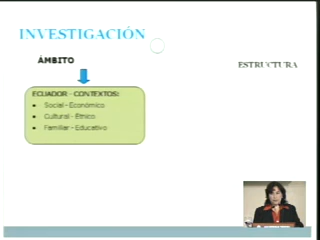 INVESTIGACIÓN
ÁMBITO
ESTRUCTURA
ECUADOR - CONTEXTOS:
• Social - Económico
• Cultural - Étnico
• Familiar - Educativo